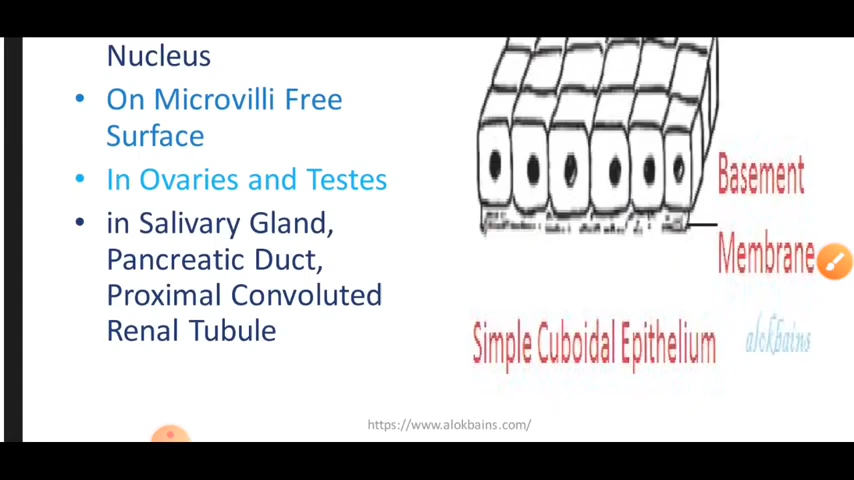 Nucleus
• On Microvilli Free
Surface
• In Ovaries and Testes
• in Salivary Gland,
Pancreatic Duct,
Proximal Convoluted
Renal Tubule
Basement
Membrane
Simple Cuboidal Epithelium
alokbains
https://www.alokbains.com/